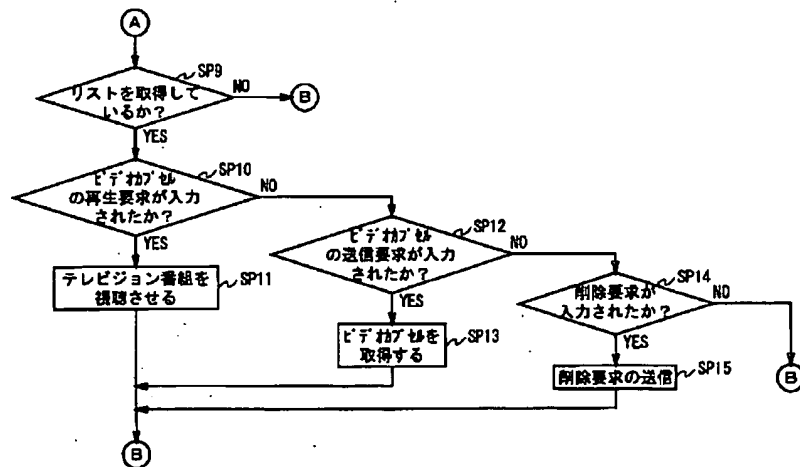 A
SP9
リストを取得して
いるか?
NO
B
YES
SP10
ビデオカプセル
の再生要求が入力
されたか?
NO
YES
SP12
ビデオカプセル
の送信要求が入力
されたか?
NO
YES
テレビジョン番組を
視聴させる
SP11
SP14
削除要求が
入力されたか?
NO
YES
ビデオカプセルを
取得する
SP13
削除要求の送信
SP15
B
B